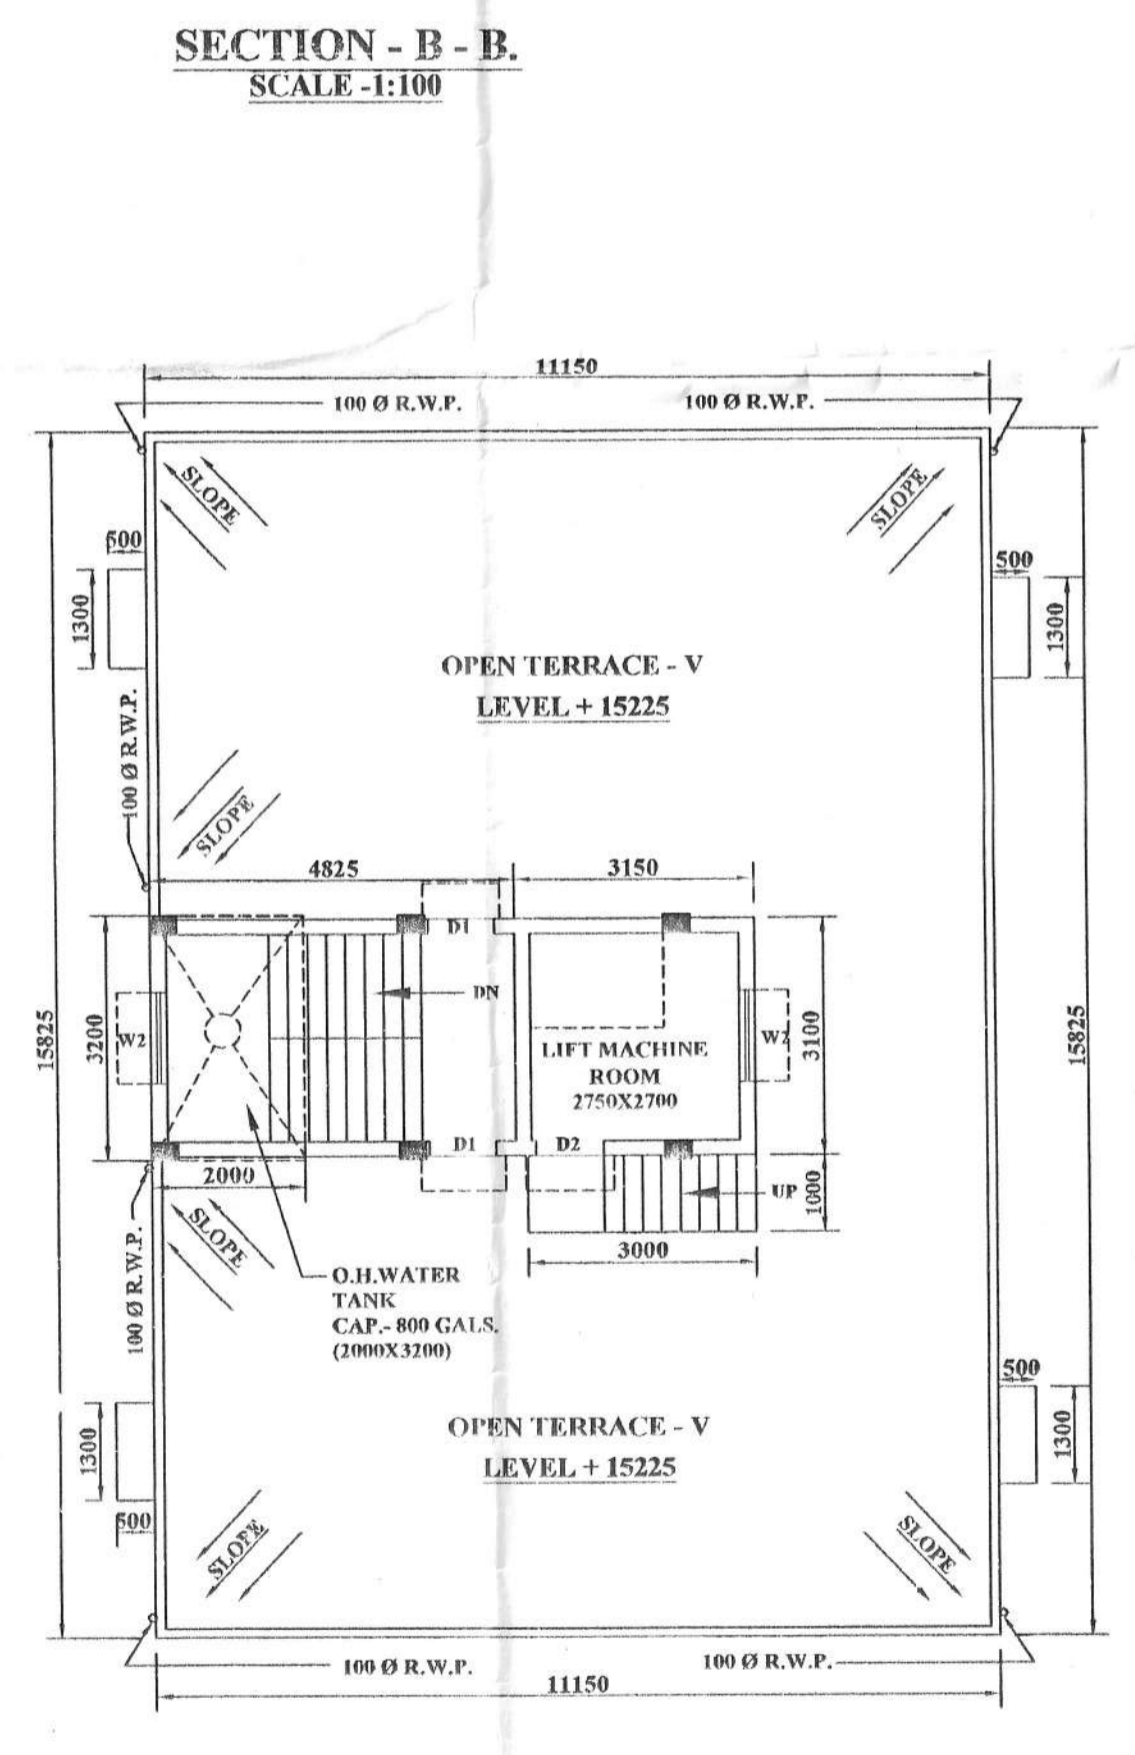 SECTION - B - B.
SCALE -1:100
11150
100 Ø R.W.P.
100 Ø R.W.P.
SLOPE
SLOPE
500
500
1300
1300
OPEN TERRACE - V
LEVEL + 15225
100 Ø R.W.P.
SLOPE
4825
3150
D1
DN
15825
3200
W2
LIFT MACHINE
ROOM
2750X2700
W2
3100
15825
D1
D2
2000
UP
1000
SLOPE
3000
100 Ø R.W.P.
O.H.WATER
TANK
CAP.- 800 GALS.
(2000X3200)
500
1300
1300
OPEN TERRACE - V
LEVEL + 15225
500
SLOPE
SLOPE
100 Ø R.W.P.
100 Ø R.W.P.
11150